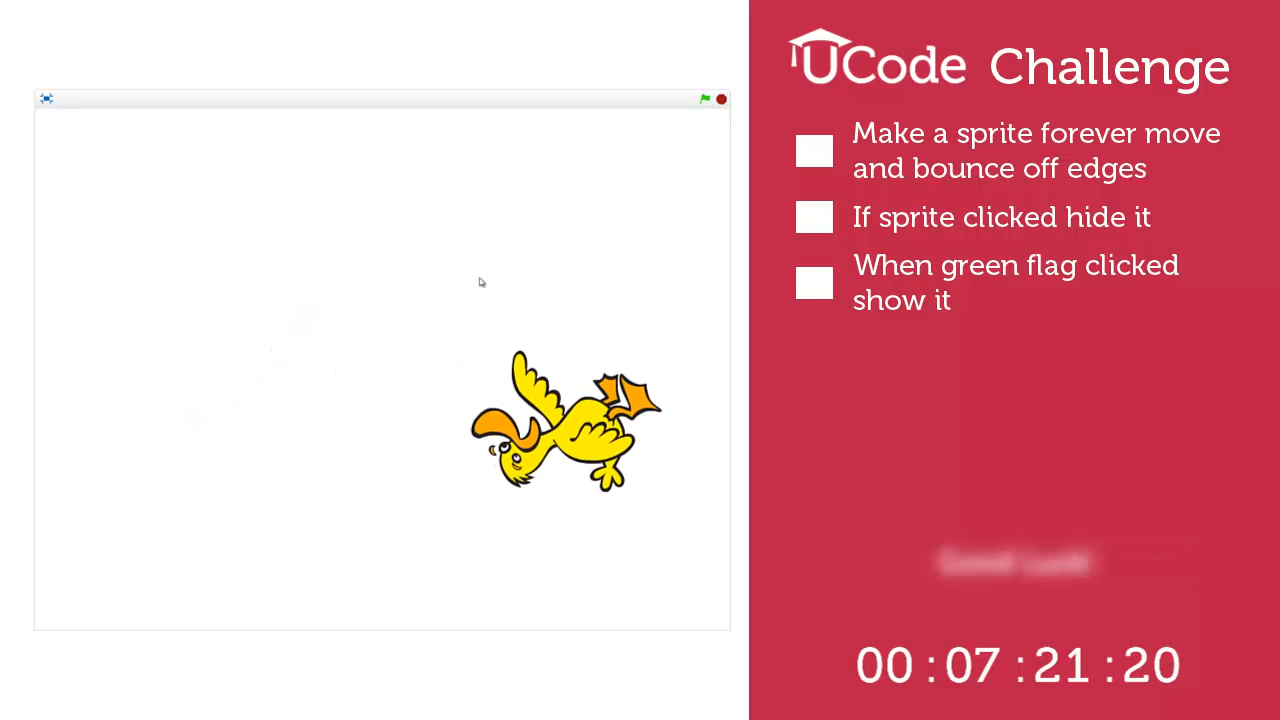 UCode Challenge
Make a sprite forever move
and bounce off edges
If sprite clicked hide it
When green flag clicked
show it
00 : 07 : 21 : 20